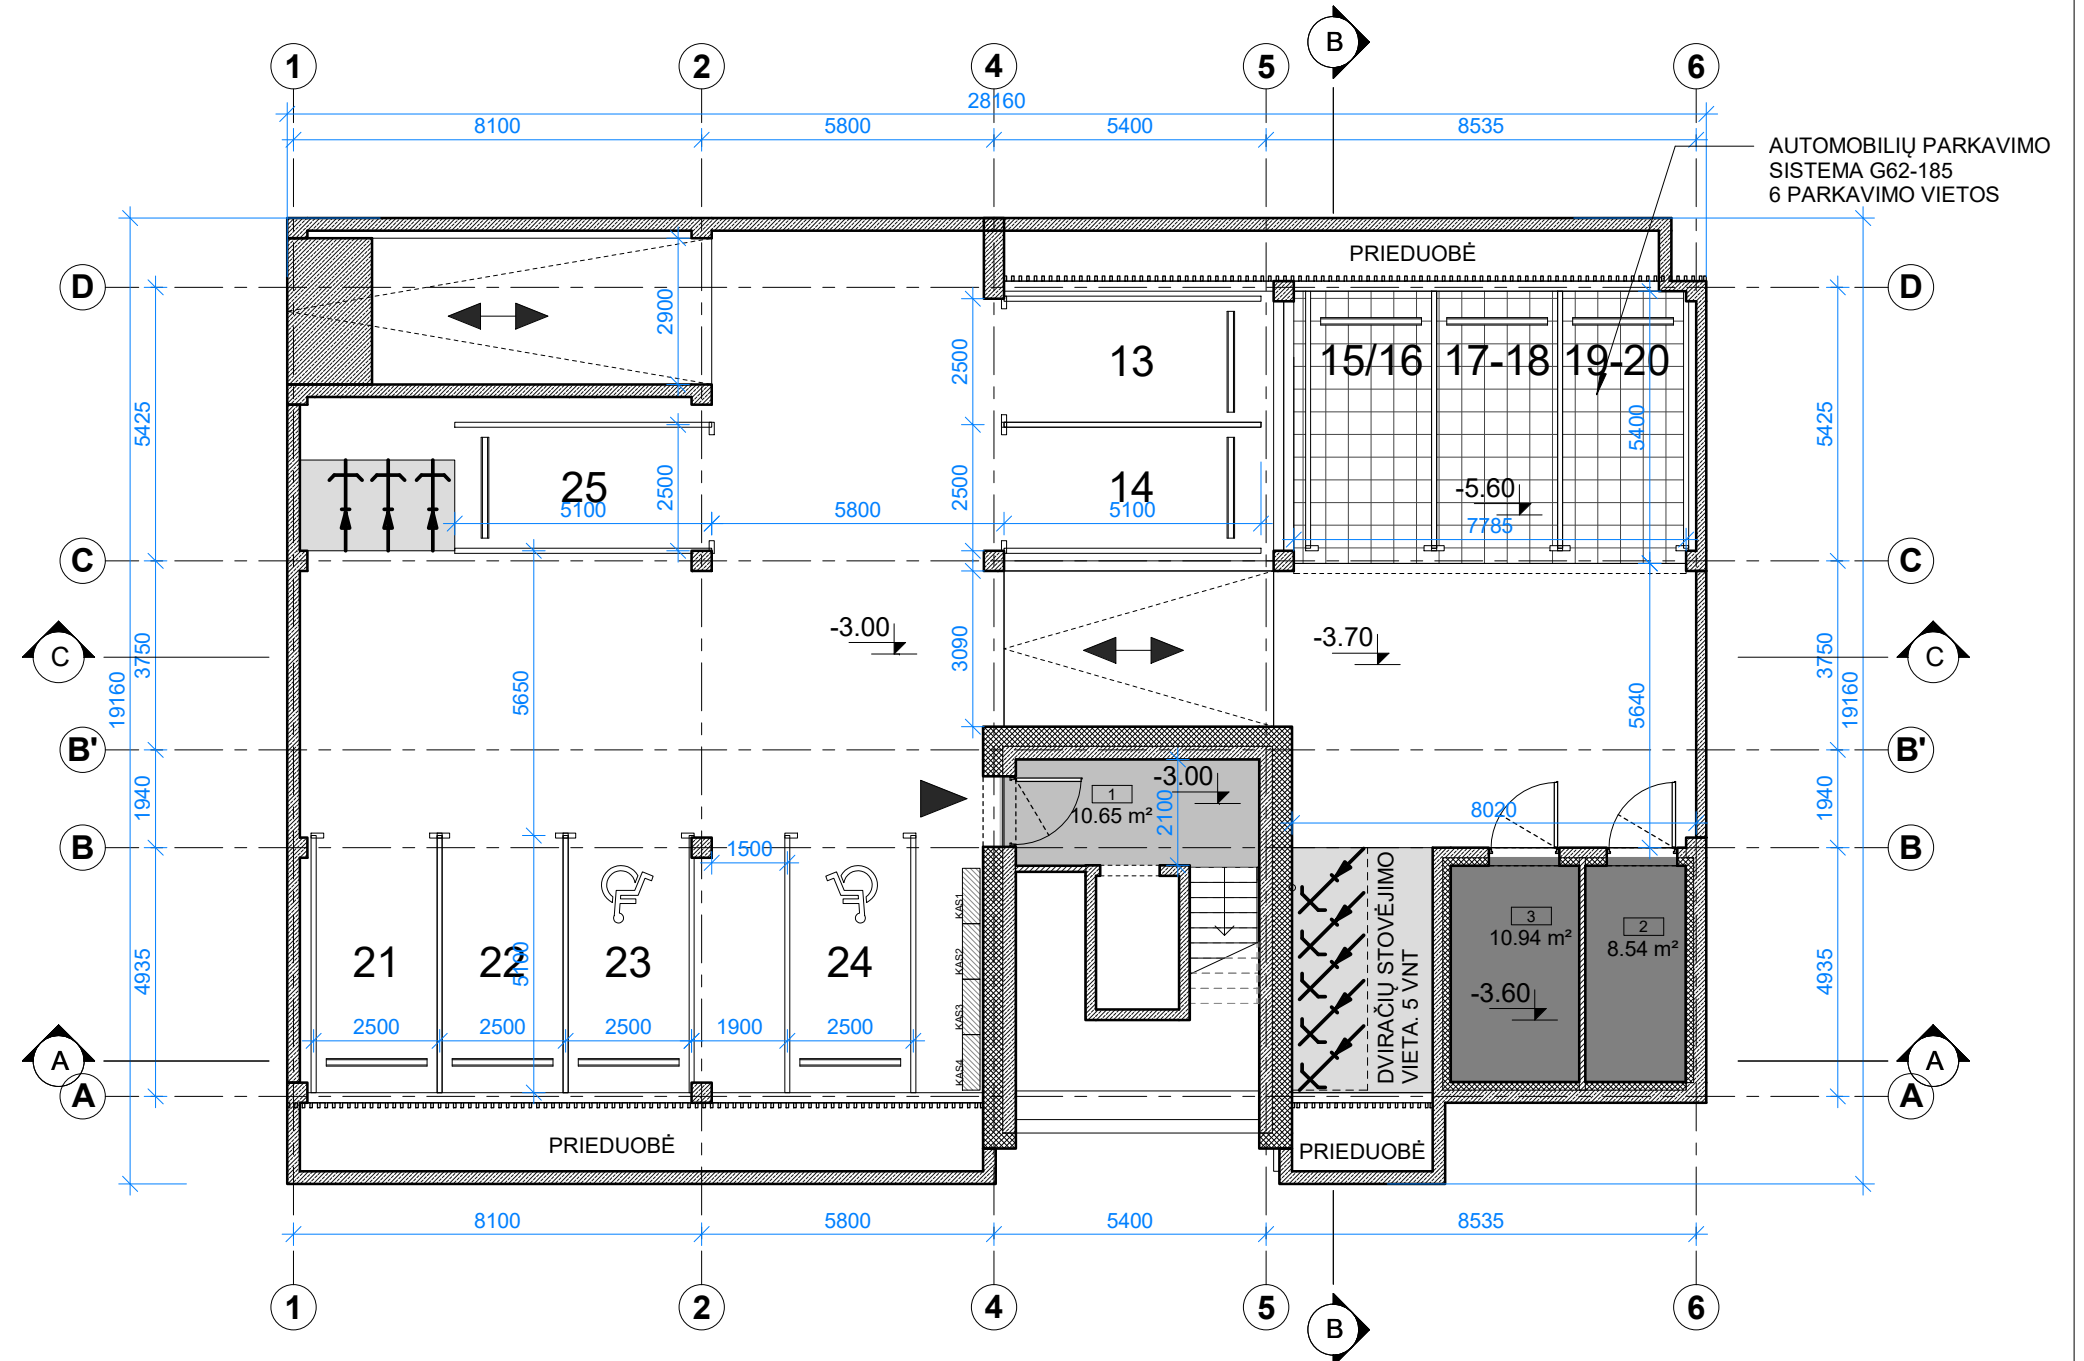 B
1
2
4
5
6
28160
8100
5800
5400
8535
AUTOMOBILIŲ PARKAVIMO
SISTEMA G62-185
6 PARKAVIMO VIETOS
PRIEDUOBĖ
D
D
2900
2500
13
15/16
17-18
19-20
5425
5400
5425
25
2500
2500
14
-5.60
5100
5800
5100
7785
C
C
-3.00
-3.70
C
C
3090
3750
3750
19160
19160
5650
5640
B'
B'
-3.00
1
10.65 m²
2100
8020
1940
1940
B
B
1500
KAS1
KAS2
KAS3
KAS4
DVIRAČIŲ STOVĖJIMO
VIETA. 5 VNT
3
10.94 m²
2
8.54 m²
21
22
23
24
5100
-3.60
4935
4935
2500
2500
2500
1900
2500
A
A
A
A
PRIEDUOBĖ
PRIEDUOBĖ
8100
5800
5400
8535
1
2
4
5
6
B